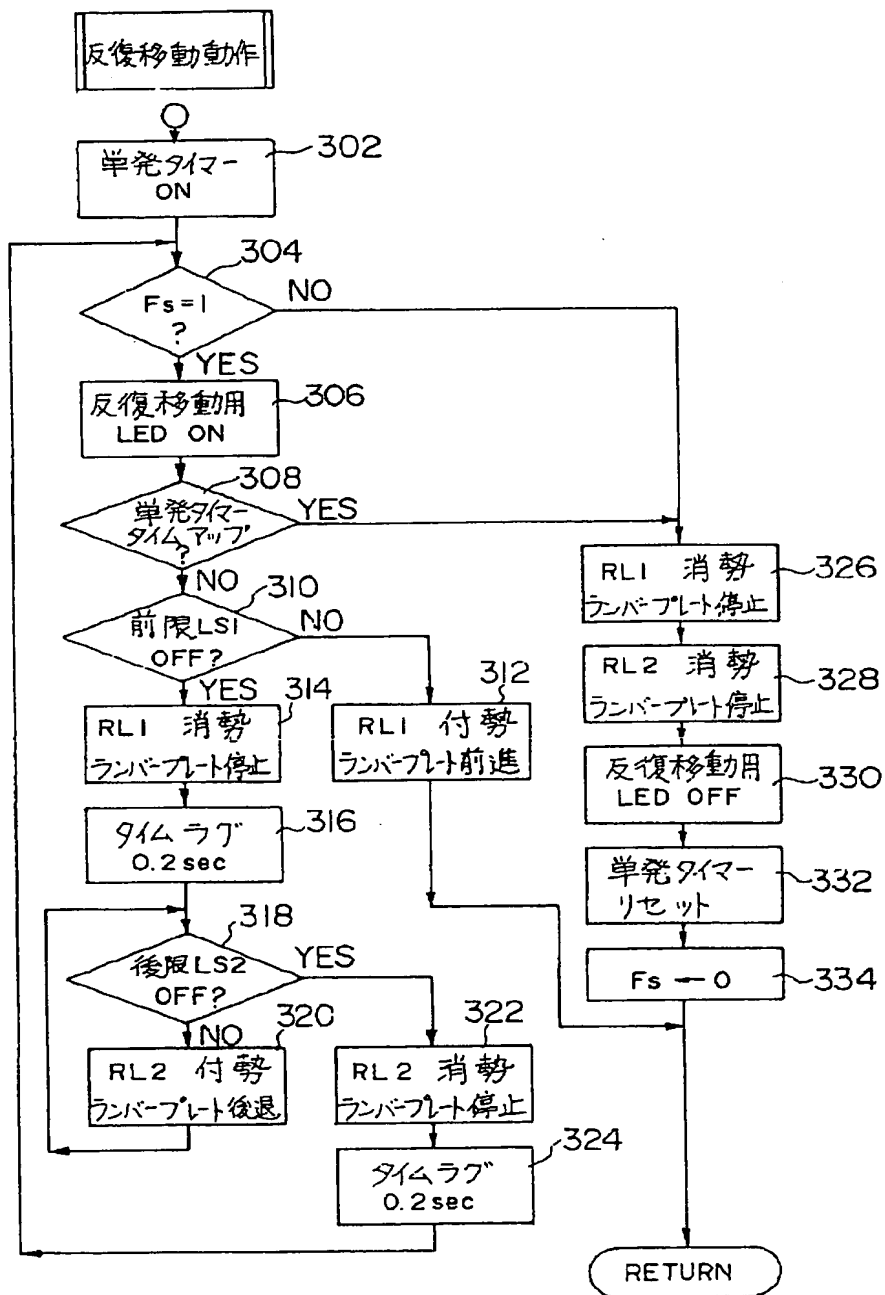 反復移動動作
単発タイマー
ON
302
304
Fs=1
?
NO
YES
反復移動用
LED ON
306
308
単発タイマー
タイムアップ
?
YES
NO
310
前限LS1
OFF?
NO
YES
312
314
RL1 消勢
ランバープレート停止
RL1 付勢
ランバープレート前進
タイムラグ
0.2sec
316
318
後限LS2
OFF?
YES
NO
320
RL2 付勢
ランバープレート後退
322
RL2 消勢
ランバープレート停止
324
タイムラグ
0.2sec
RL1 消勢
ランバープレート停止
326
RL2 消勢
ランバープレート停止
328
反復移動用
LED OFF
330
単発タイマー
リセット
332
Fs ← 0
334
RETURN